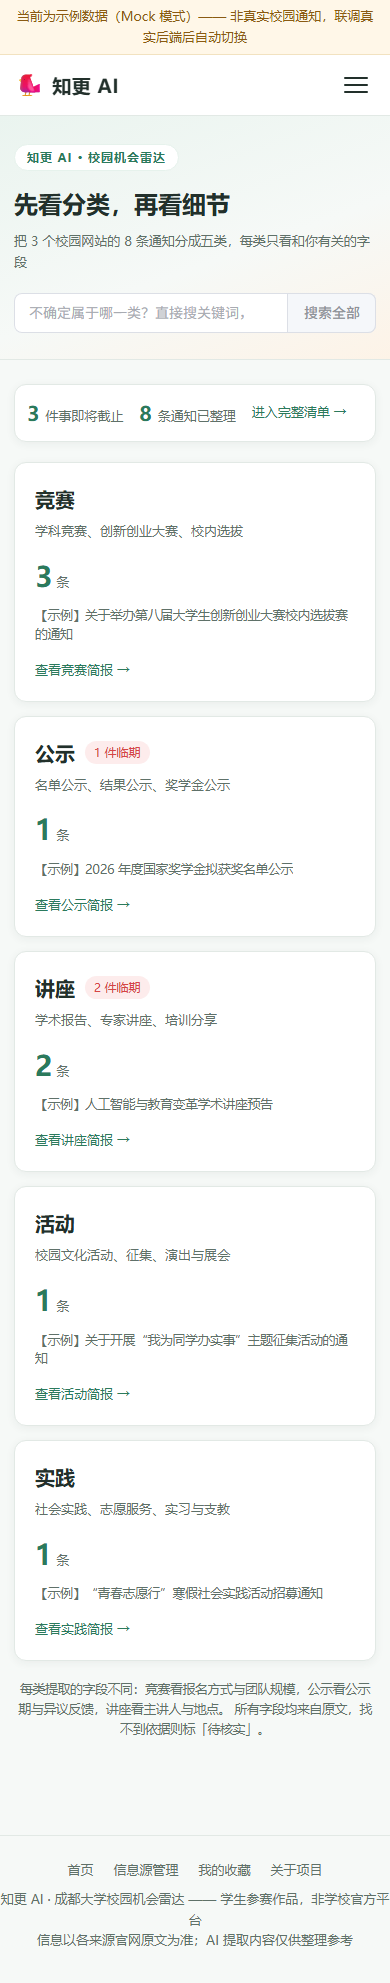 当前为示例数据（Mock 模式）—— 非真实校园通知，联调真
实后端后自动切换
知更 AI
知更 AI · 校园机会雷达
先看分类，再看细节
把 3 个校园网站的 8 条通知分成五类，每类只看和你有关的字
段
不确定属于哪一类？直接搜关键词，
搜索全部
3 件事即将截止 8 条通知已整理 进入完整清单 →
竞赛
学科竞赛、创新创业大赛、校内选拔
3 条
【示例】关于举办第八届大学生创新创业大赛校内选拔赛
的通知
查看竞赛简报 →
公示 1 件临期
名单公示、结果公示、奖学金公示
1 条
【示例】2026 年度国家奖学金拟获奖名单公示
查看公示简报 →
讲座 2 件临期
学术报告、专家讲座、培训分享
2 条
【示例】人工智能与教育变革学术讲座预告
查看讲座简报 →
活动
校园文化活动、征集、演出与展会
1 条
【示例】关于开展“我为同学办实事”主题征集活动的通
知
查看活动简报 →
实践
社会实践、志愿服务、实习与支教
1 条
【示例】“青春志愿行”寒假社会实践活动招募通知
查看实践简报 →
每类提取的字段不同：竞赛看报名方式与团队规模，公示看公示
期与异议反馈，讲座看主讲人与地点。 所有字段均来自原文，找
不到依据则标「待核实」。
首页 信息源管理 我的收藏 关于项目
知更 AI · 成都大学校园机会雷达 —— 学生参赛作品，非学校官方平
台
信息以各来源官网原文为准；AI 提取内容仅供整理参考